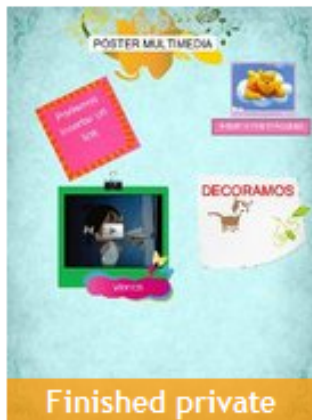 POSTER MULTIMEDIA
Podemos
insertar un
link
DECORAMOS
Finished private